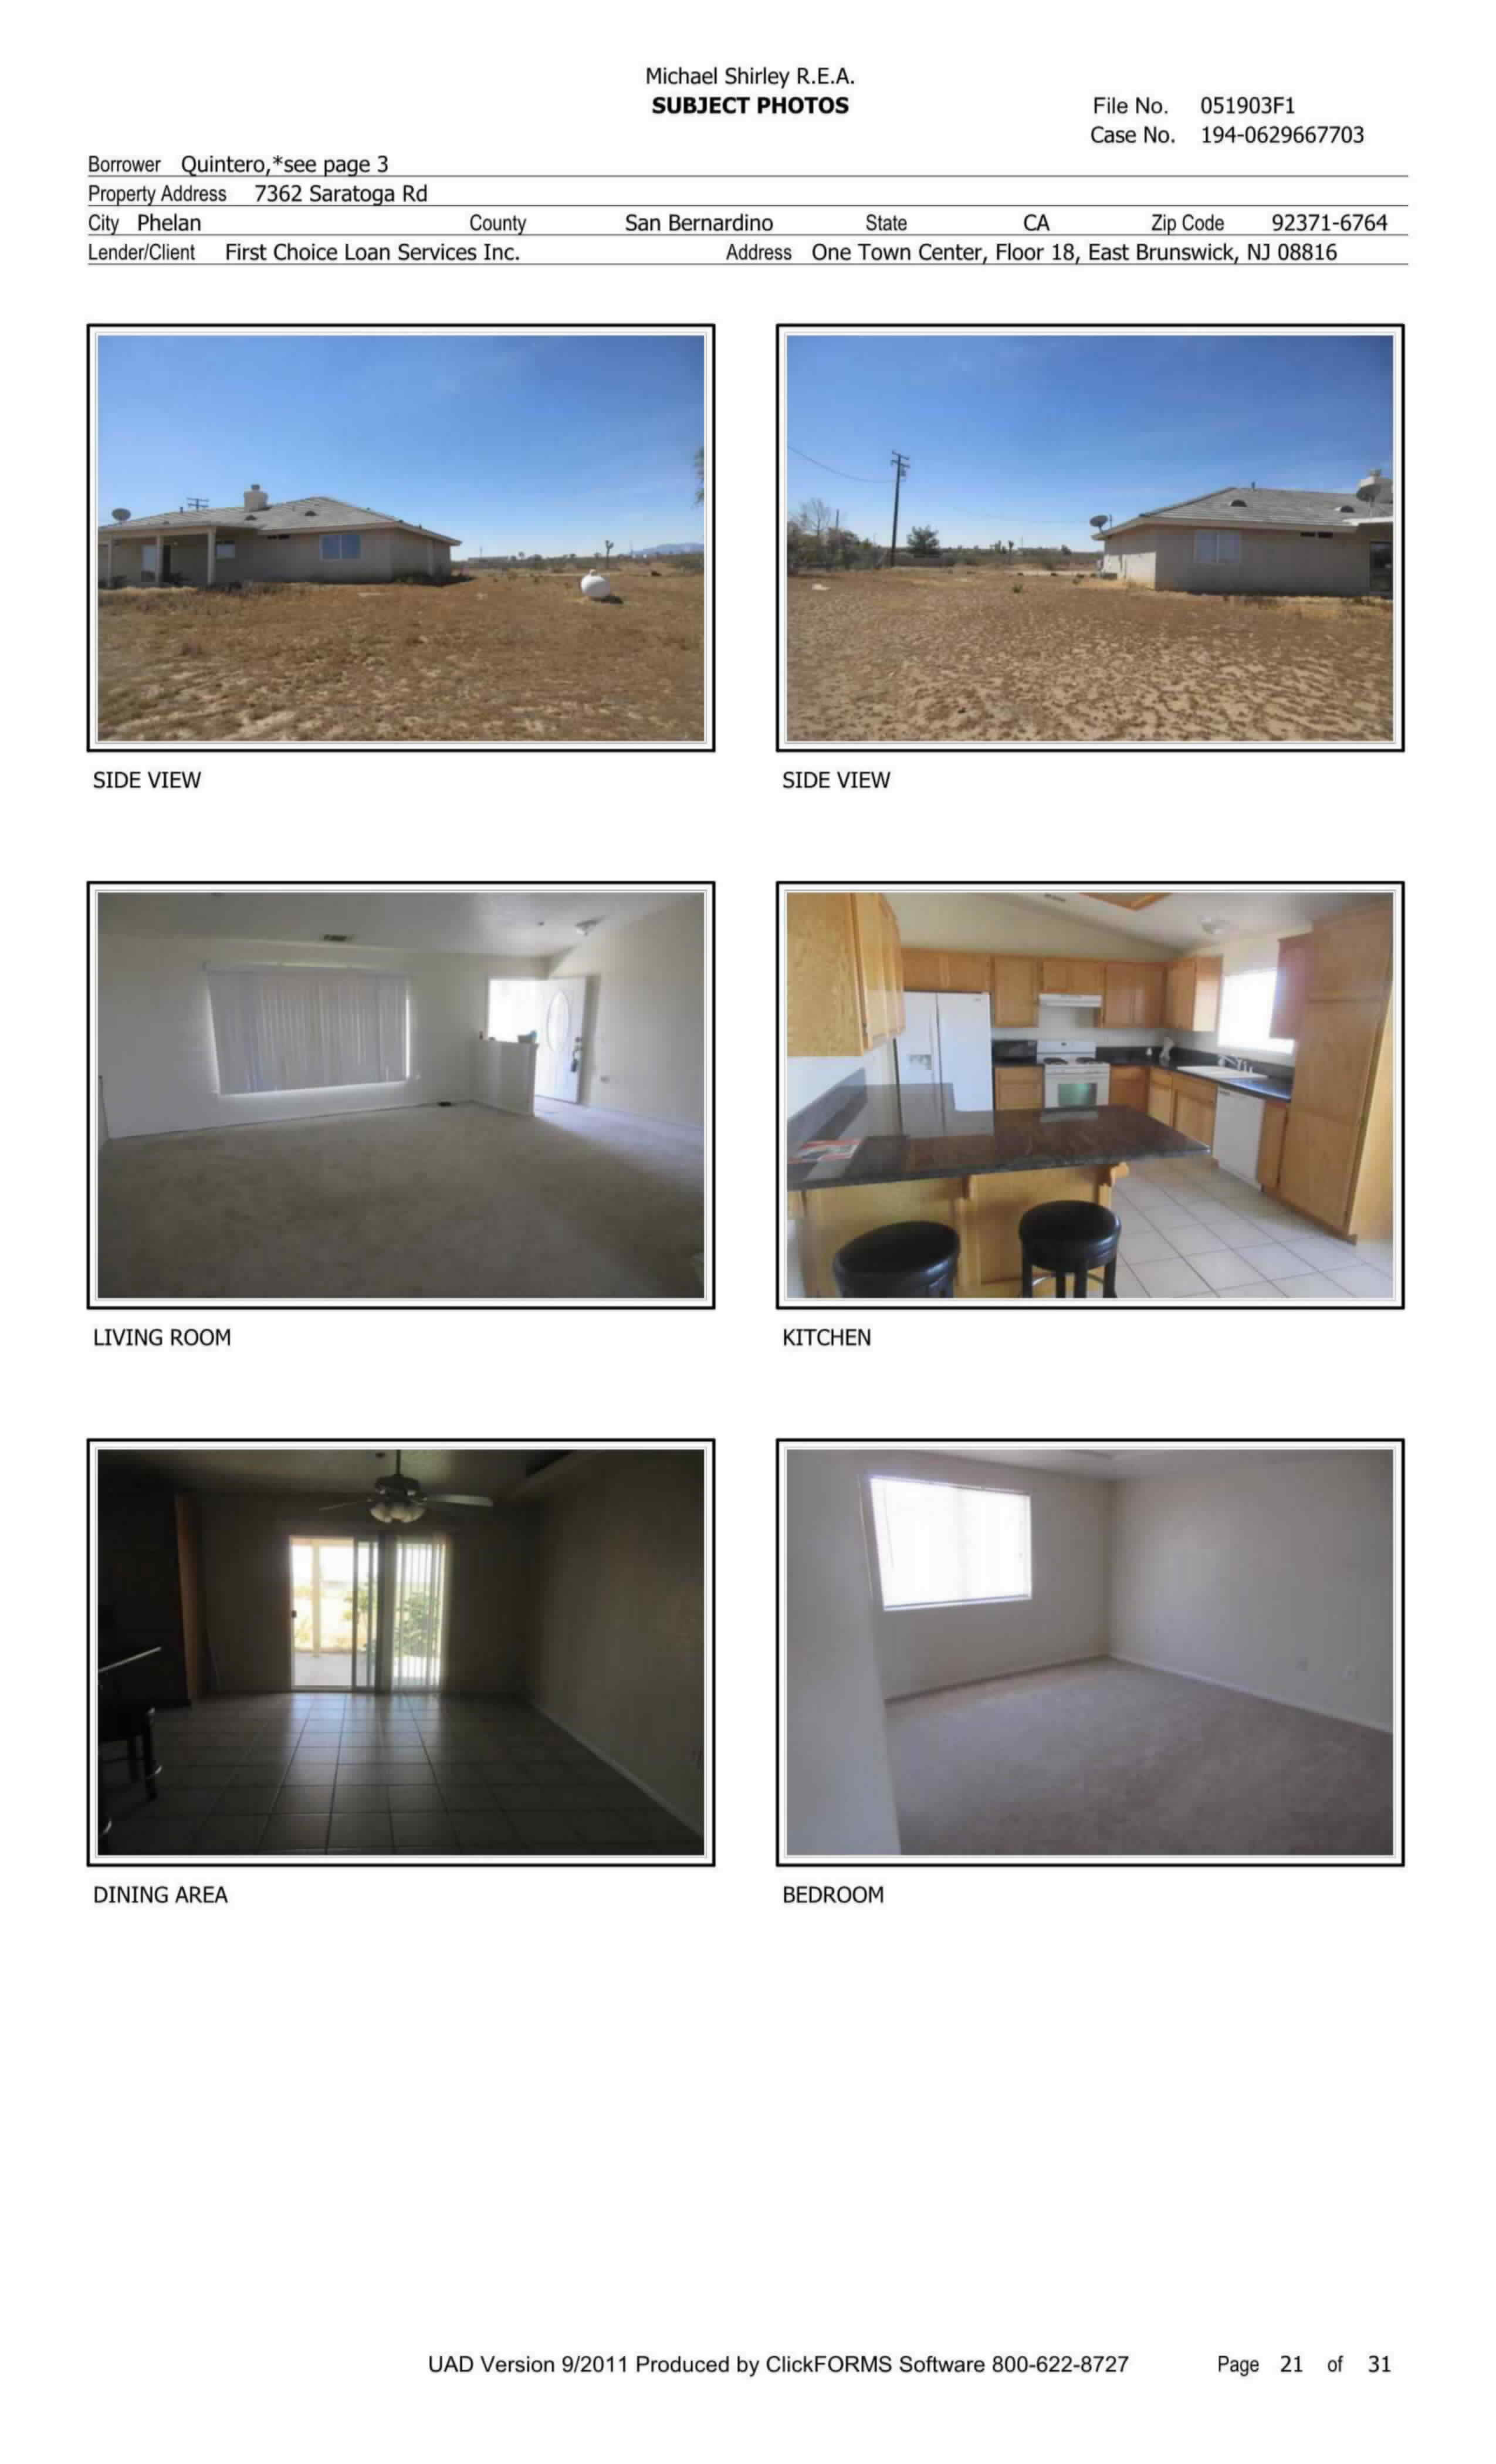 Michael Shirley R.E.A.
SUBJECT PHOTOS
File No. 051903F1
Case No. 194-0629667703
Borrower Quintero,*see page 3
Property Address 7362 Saratoga Rd
City Phelan County San Bernardino State CA Zip Code 92371-6764
Lender/Client First Choice Loan Services Inc. Address One Town Center, Floor 18, East Brunswick, NJ 08816
SIDE VIEW
SIDE VIEW
LIVING ROOM
KITCHEN
DINING AREA
BEDROOM
UAD Version 9/2011 Produced by ClickFORMS Software 800-622-8727 Page 21 of 31